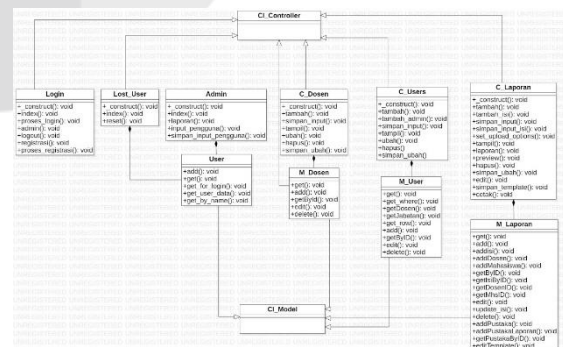 CI_Controller
Login
+_construct(): void
+index(): void
+proses_login(): void
+admin(): void
+logout(): void
+registrasi(): void
+proses_registrasi(): void
Lost_User
+_construct(): void
+index(): void
+reset(): void
Admin
+_construct(): void
+index(): void
+laporan(): void
+input_pengguna(): void
+simpan_input_pengguna(): void
C_Dosen
+_construct(): void
+tambah(): void
+simpan_input()
+tampil(): void
+ubah(): void
+hapus(): void
+simpan_ubah(): void
C_Users
+_construct(): void
+tambah(): void
+tambah_admin(): void
+simpan_input(): void
+tampil(): void
+ubah(): void
+hapus()
+simpan_ubah()
C_Laporan
+_construct(): void
+tambah(): void
+tambah_isi(): void
+simpan_input(): void
+simpan_input_isi(): void
+set_upload_options(): void
+tampil(): void
+laporan(): void
+preview(): void
+hapus(): void
+simpan_ubah(): void
+edit(): void
+simpan_template(): void
+cetak(): void
User
+add(): void
+get(): void
+get_for_login(): void
+get_user_data(): void
+get_by_name(): void
M_Dosen
+get(): void
+add(): void
+getById(): void
+edit(): void
+delete(): void
M_User
+get(): void
+get_where(): void
+getDosen(): void
+getJabatan(): void
+get_row(): void
+add(): void
+getByID(): void
+edit(): void
+delete(): void
M_Laporan
+get(): void
+add(): void
+addIsi(): void
+addDosen(): void
+addMahasiswa(): void
+getByID(): void
+getIsiByID(): void
+getDosenID(): void
+getMhsID(): void
+edit(): void
+update_isi(): void
+delete(): void
+addPustaka(): void
+addPustakaLaporan(): void
+getPustakaByID(): void
+editTemplate(): void
CI_Model